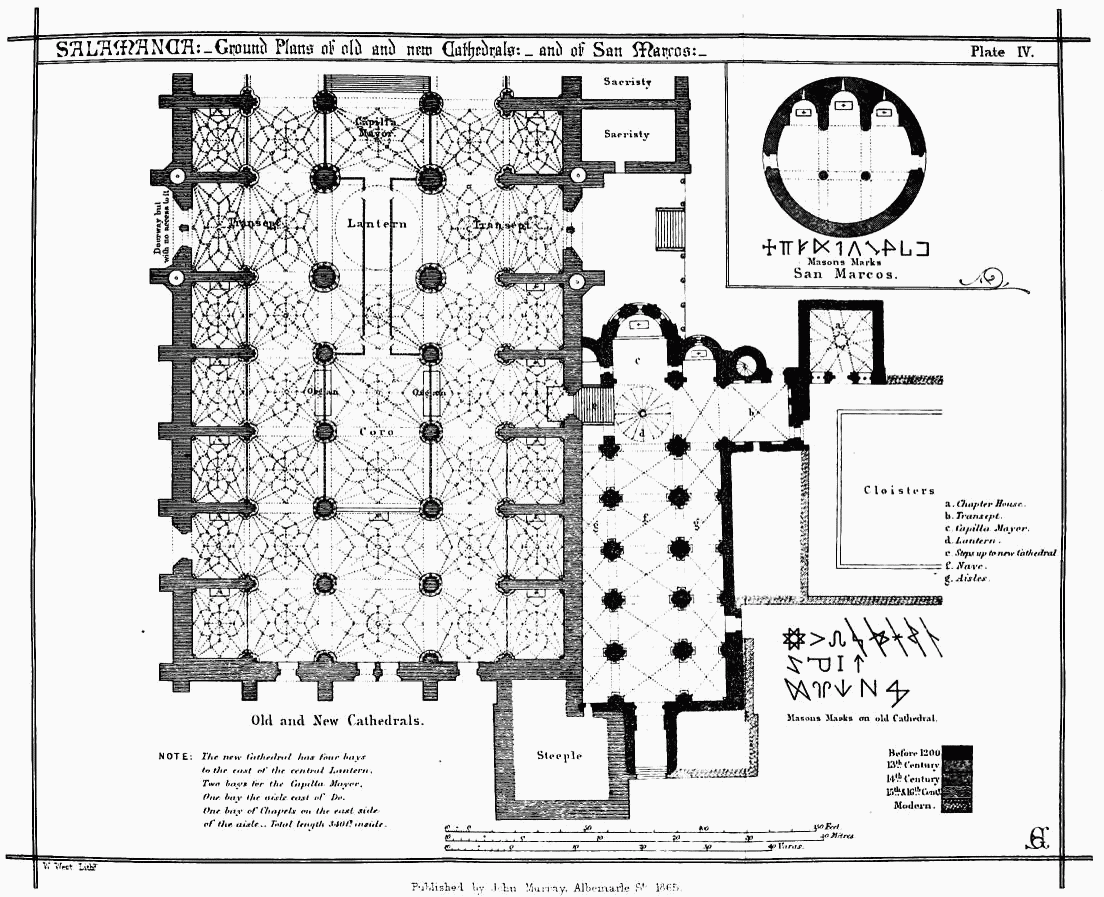 SALAMANCA:_Ground Plans of old and new Cathedrals:_ and of San Marcos:_
Plate IV.
Sacristy
Sacristy
Capilla
Mayor
Doorway but
with no access to it
Transept
Lantern
Transept
Masons Marks
San Marcos.
a
c
Organ
Organ
e
b
d
Coro
Cloisters
a. Chapter House.
b. Transept.
c. Capilla Mayor.
d. Lantern.
e Steps up to new Cathedral
f. Nave.
g. Aisles.
g
f
g
Masons Masks on old Cathedral.
Old and New Cathedrals.
Steeple
NOTE: The new Cathedral has four bays
to the east of the central Lantern,
Two bays for the Capilla Mayor,
One bay the aisle east of Do.
One bay of Chapels on the east side
of the aisle.. Total length 340ft. inside.
Before 1200
13th Century
14th Century
15th & 16th Cent.
Modern.
50 100 150 Feet
40 Metres
40 Varas.
W West Lithr
Published by John Murray, Albemarle St. 1865.